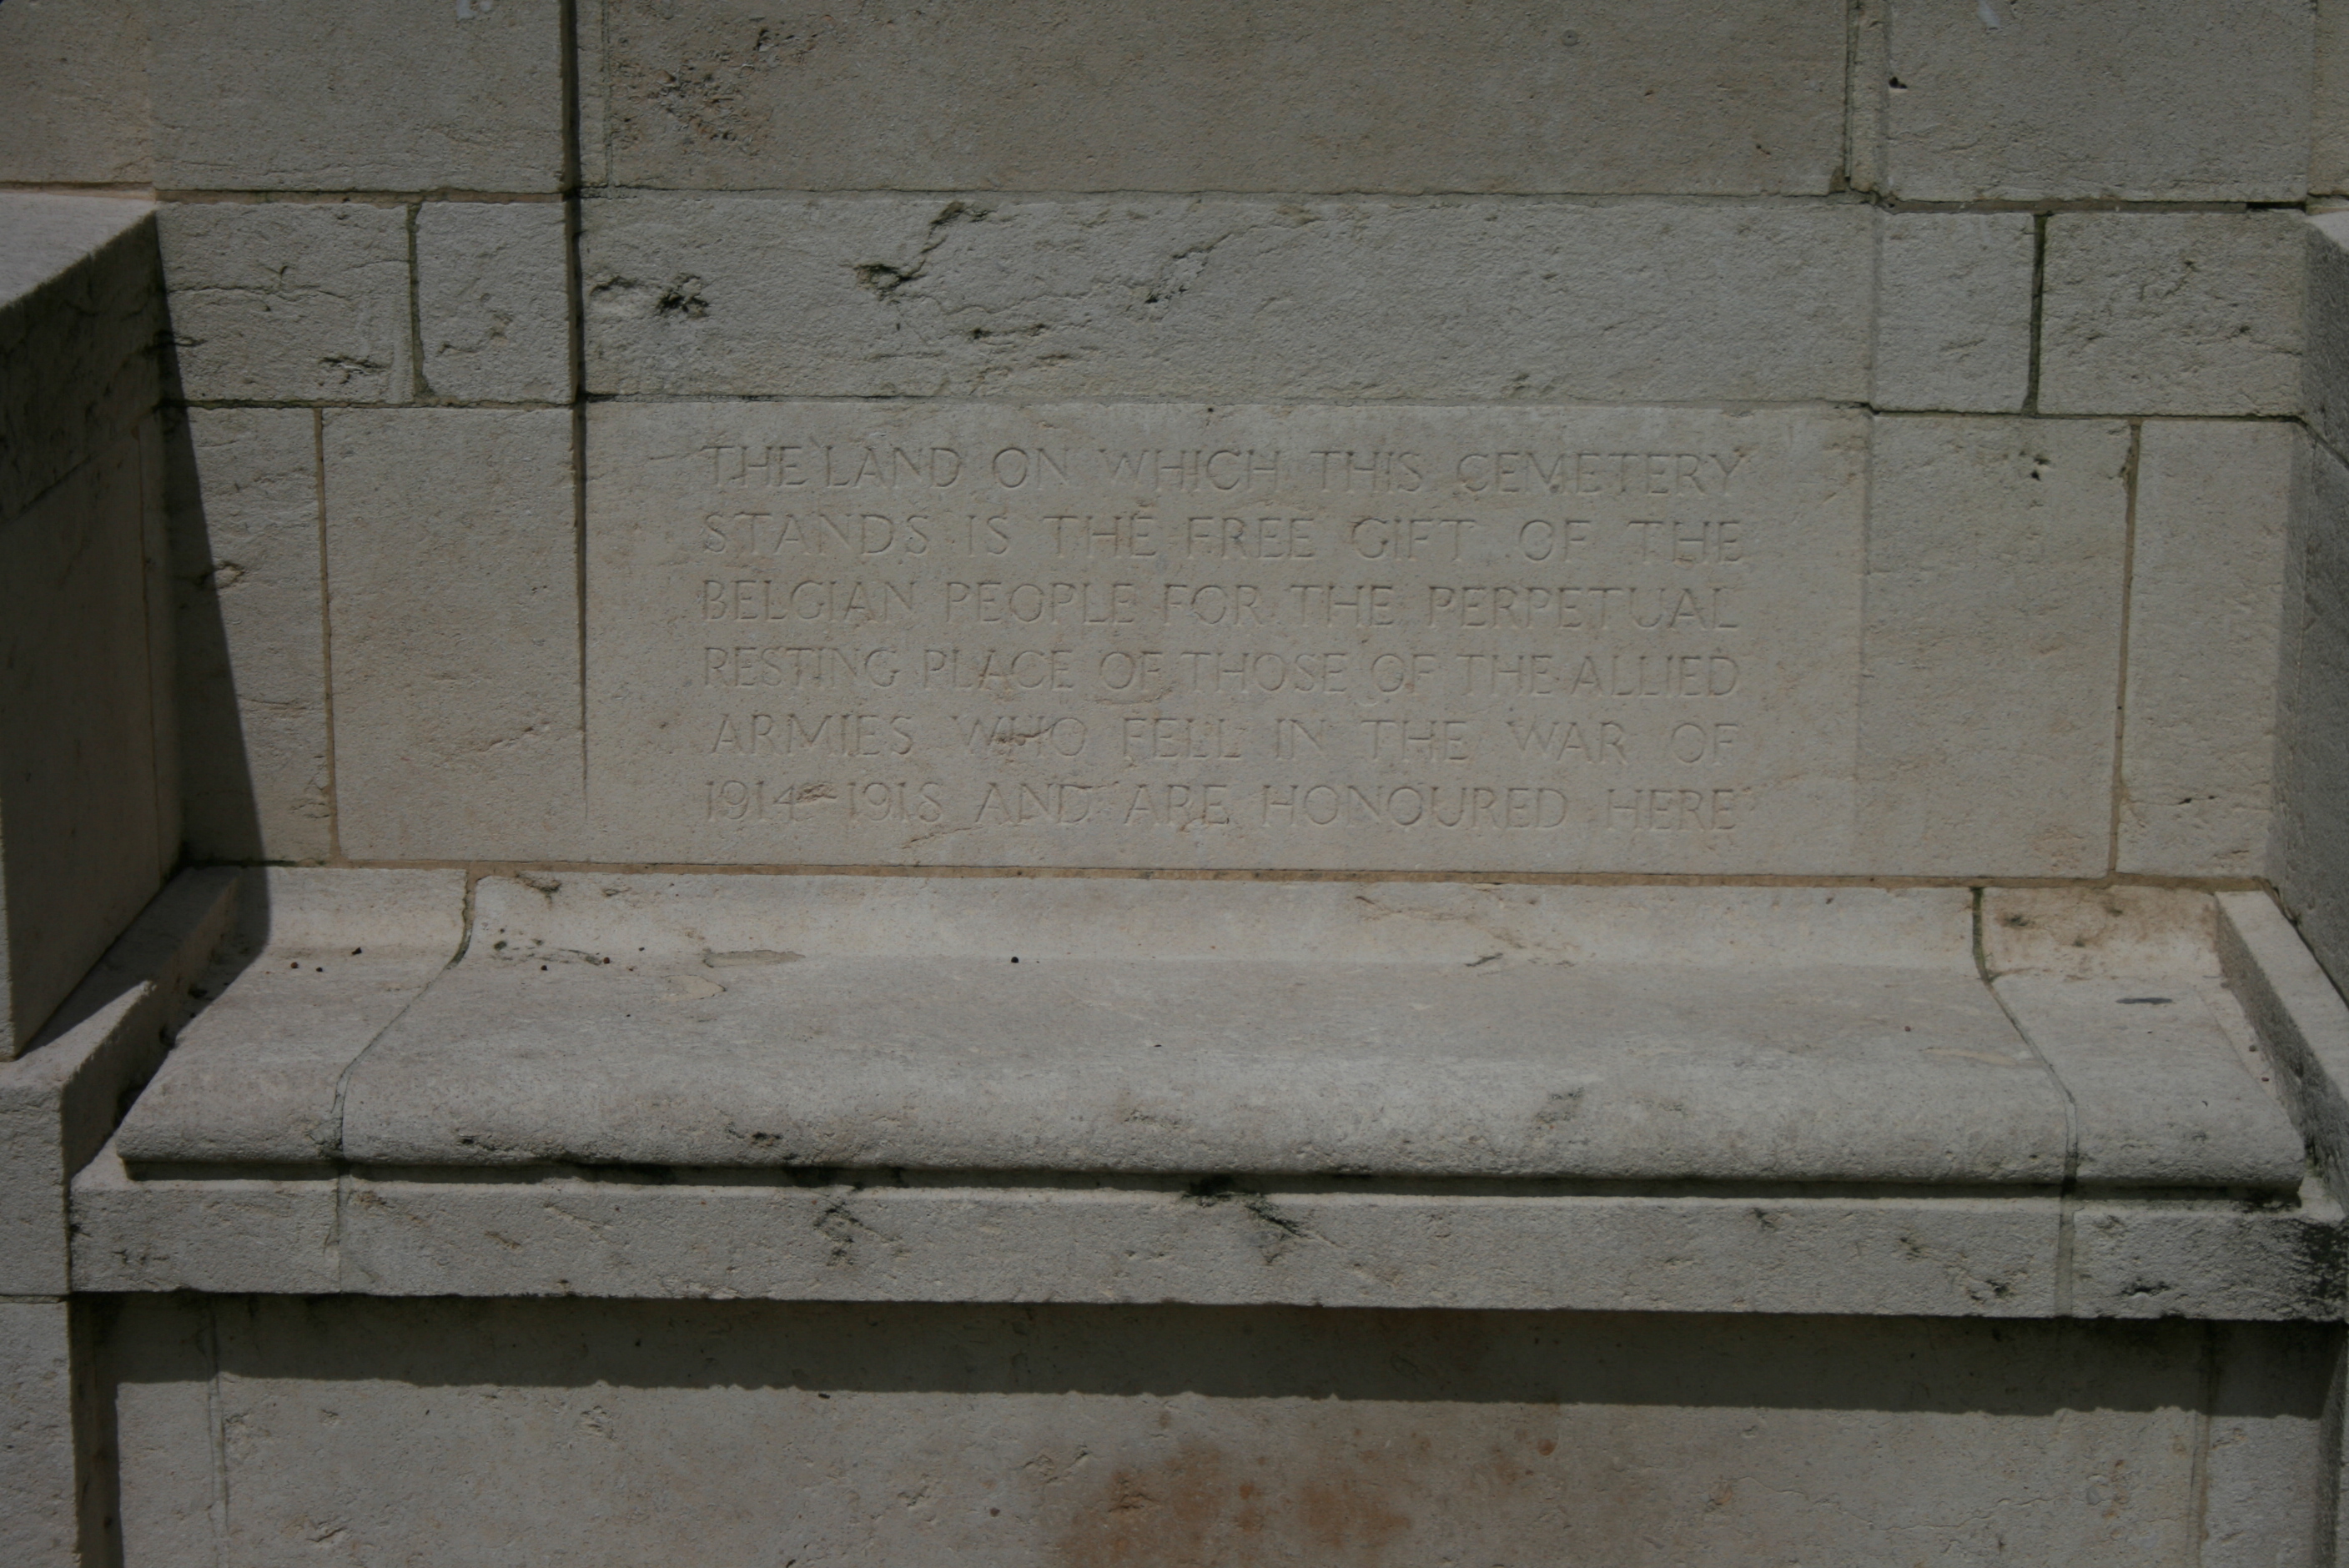 THE LAND ON WHICH THIS CEMETERY
STANDS IS THE FREE GIFT OF THE
BELGIAN PEOPLE FOR THE PERPETUAL
RESTING PLACE OF THOSE OF THE ALLIED
ARMIES WHO FELL IN THE WAR OF
1914–1918 AND ARE HONOURED HERE